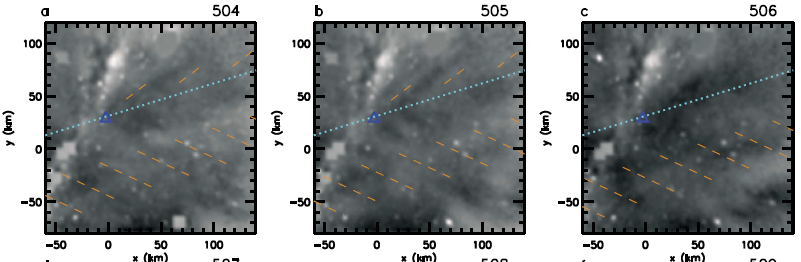 a 504 b 505 c 506
100 100 100
50 50 50
y (km) y (km) y (km)
0 0 0
−50 −50 −50
−50 0 50 100 −50 0 50 100 −50 0 50 100
x (km) x (km) x (km)